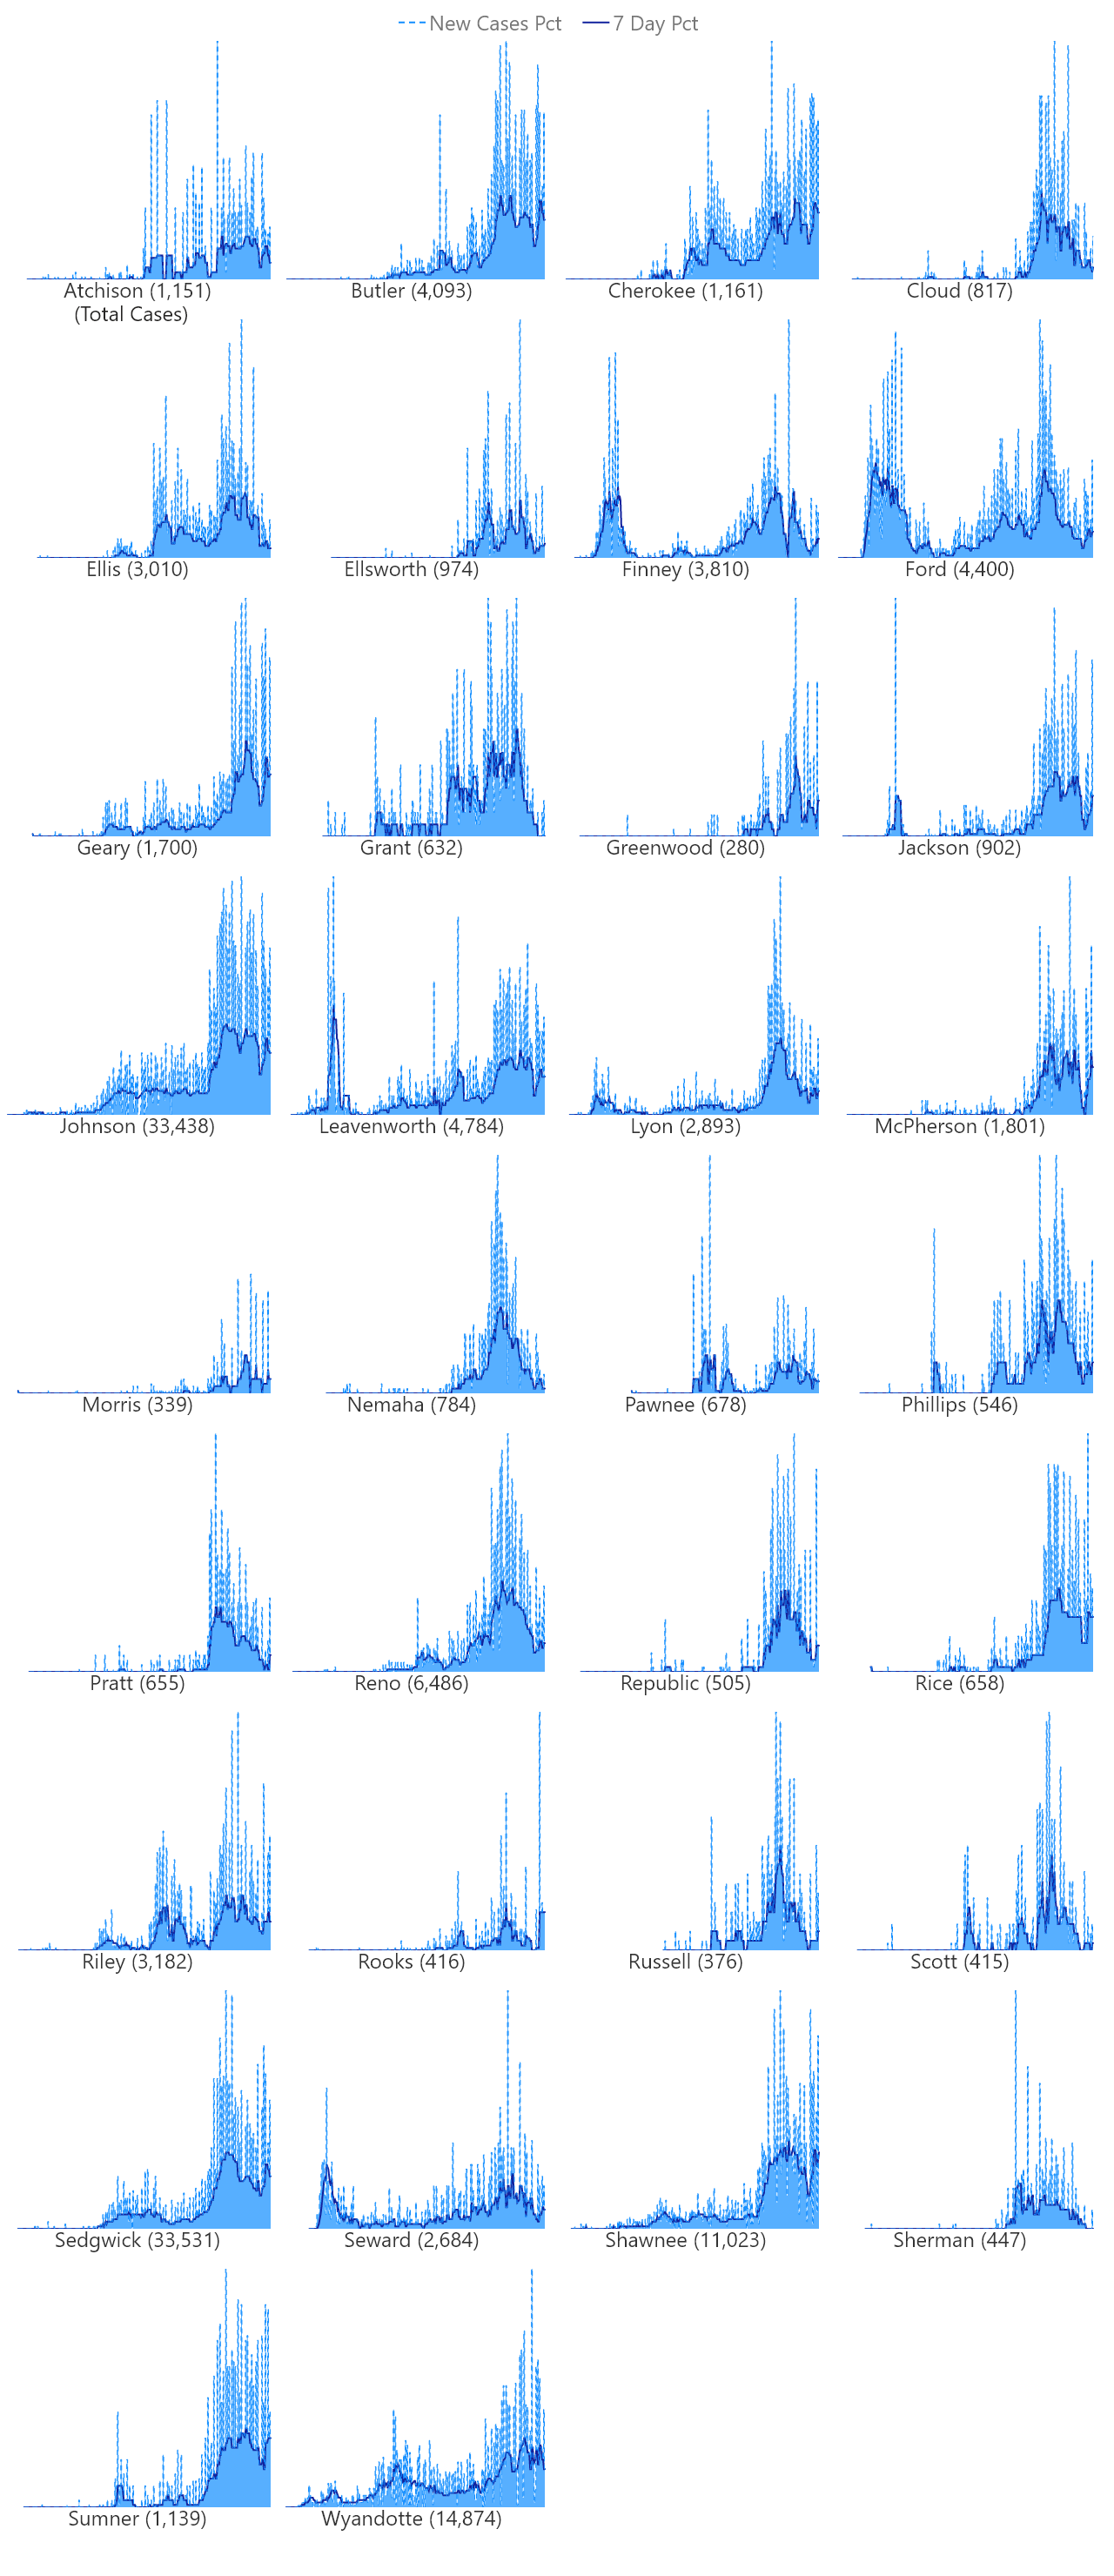 New Cases Pct 7 Day Pct
Atchison (1,151) Butler (4,093) Cherokee (1,161) Cloud (817)
(Total Cases)
Ellis (3,010) Ellsworth (974) Finney (3,810) Ford (4,400)
Geary (1,700) Grant (632) Greenwood (280) Jackson (902)
Johnson (33,438) Leavenworth (4,784) Lyon (2,893) McPherson (1,801)
Morris (339) Nemaha (784) Pawnee (678) Phillips (546)
Pratt (655) Reno (6,486) Republic (505) Rice (658)
Riley (3,182) Rooks (416) Russell (376) Scott (415)
Sedgwick (33,531) Seward (2,684) Shawnee (11,023) Sherman (447)
Sumner (1,139) Wyandotte (14,874)